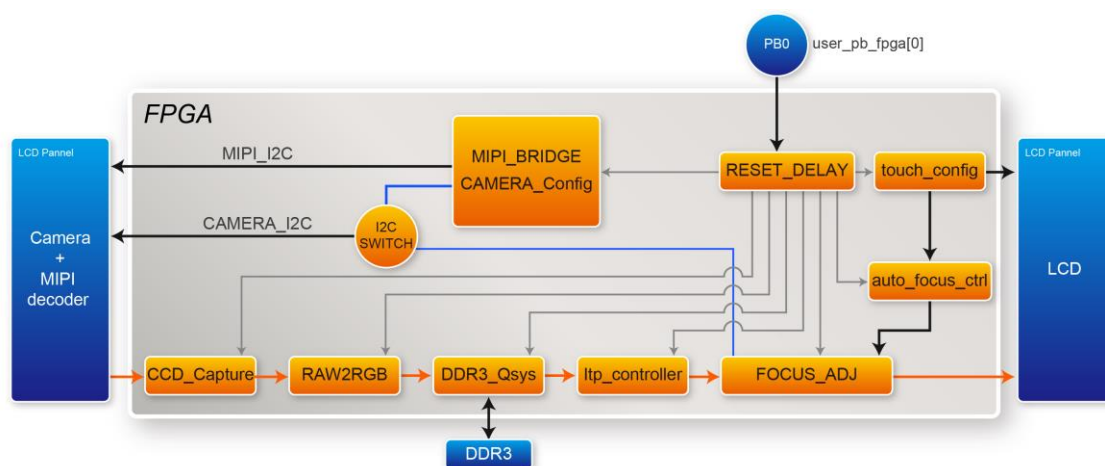 PB0
user_pb_fpga[0]
FPGA
LCD Pannel
Camera
+
MIPI
decoder
MIPI_I2C
CAMERA_I2C
I2C
SWITCH
MIPI_BRIDGE
CAMERA_Config
RESET_DELAY
touch_config
auto_focus_ctrl
LCD Pannel
LCD
CCD_Capture
RAW2RGB
DDR3_Qsys
ltp_controller
FOCUS_ADJ
DDR3